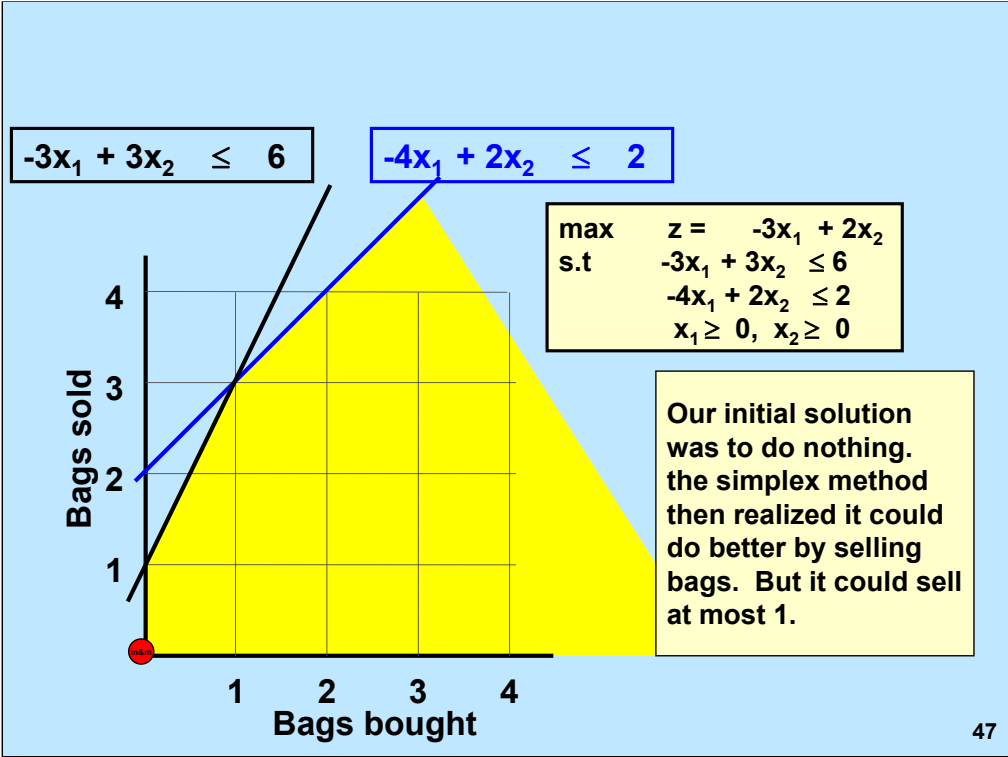 -3x₁ + 3x₂ ≤ 6
-4x₁ + 2x₂ ≤ 2
max z = -3x₁ + 2x₂
s.t -3x₁ + 3x₂ ≤ 6
-4x₁ + 2x₂ ≤ 2
x₁ ≥ 0, x₂ ≥ 0
4
3
2
1
Bags sold
Our initial solution
was to do nothing.
the simplex method
then realized it could
do better by selling
bags. But it could sell
at most 1.
m&m
1 2 3 4
Bags bought
47